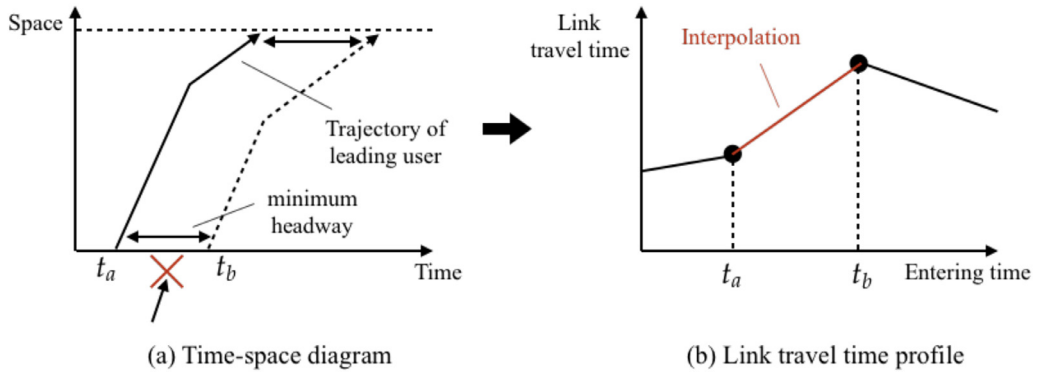 Space
Trajectory of
leading user
minimum
headway
t_a
t_b
Time
(a) Time-space diagram
Link
travel time
Interpolation
t_a
t_b
Entering time
(b) Link travel time profile